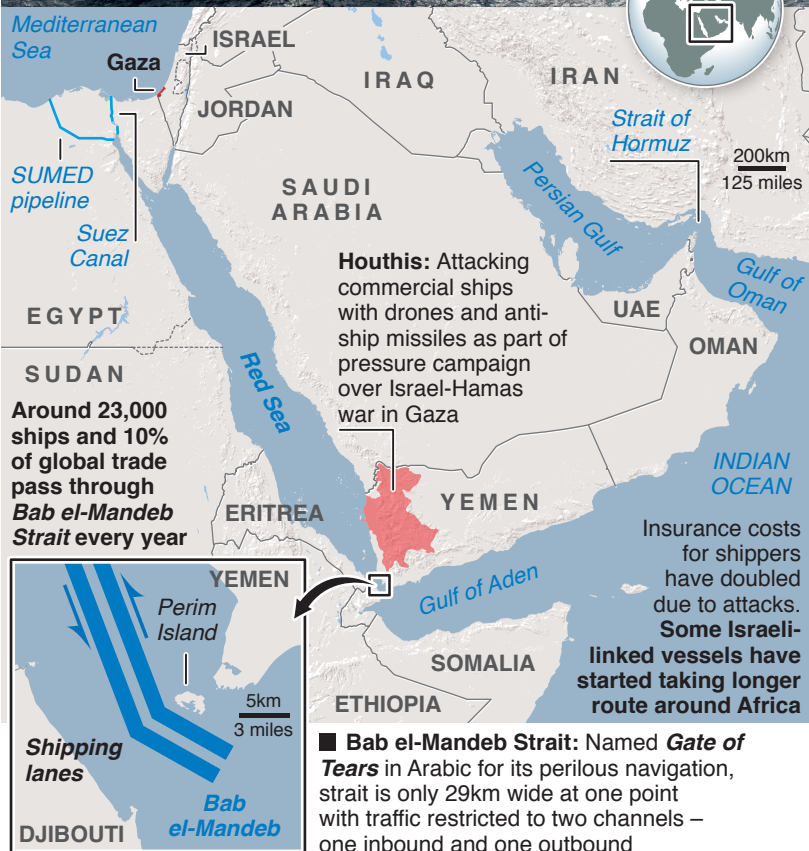 Mediterranean
Sea
ISRAEL
Gaza
IRAQ
IRAN
JORDAN
Strait of
Hormuz
200km
125 miles
SUMED
pipeline
SAUDI
ARABIA
Persian Gulf
Suez
Canal
Gulf of
Oman
Houthis: Attacking
commercial ships
with drones and anti-
ship missiles as part of
pressure campaign
over Israel-Hamas
war in Gaza
EGYPT
UAE
OMAN
SUDAN
Red Sea
Around 23,000
ships and 10%
of global trade
pass through
Bab el-Mandeb
Strait every year
INDIAN
OCEAN
ERITREA
YEMEN
Insurance costs
for shippers
have doubled
due to attacks.
Some Israeli-
linked vessels have
started taking longer
route around Africa
Gulf of Aden
SOMALIA
ETHIOPIA
YEMEN
Perim
Island
5km
3 miles
Shipping
lanes
Bab
el-Mandeb
DJIBOUTI
Bab el-Mandeb Strait: Named Gate of
Tears in Arabic for its perilous navigation,
strait is only 29km wide at one point
with traffic restricted to two channels –
one inbound and one outbound